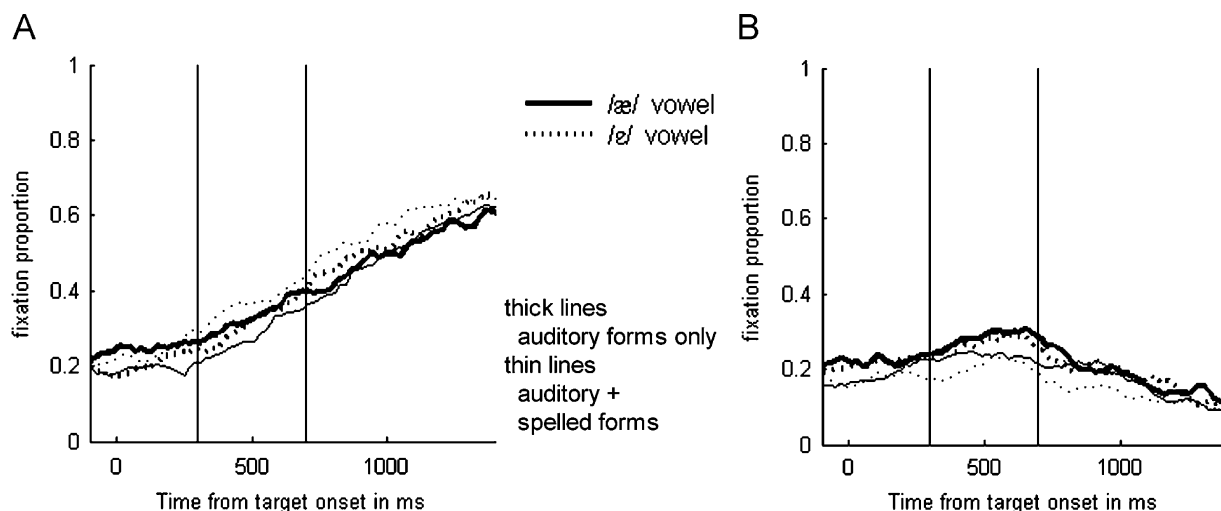 A
fixation proportion
1
0.8
0.6
0.4
0.2
0
0 500 1000
Time from target onset in ms
/æ/ vowel
/ɛ/ vowel
thick lines
auditory forms only
thin lines
auditory +
spelled forms
B
fixation proportion
1
0.8
0.6
0.4
0.2
0
0 500 1000
Time from target onset in ms